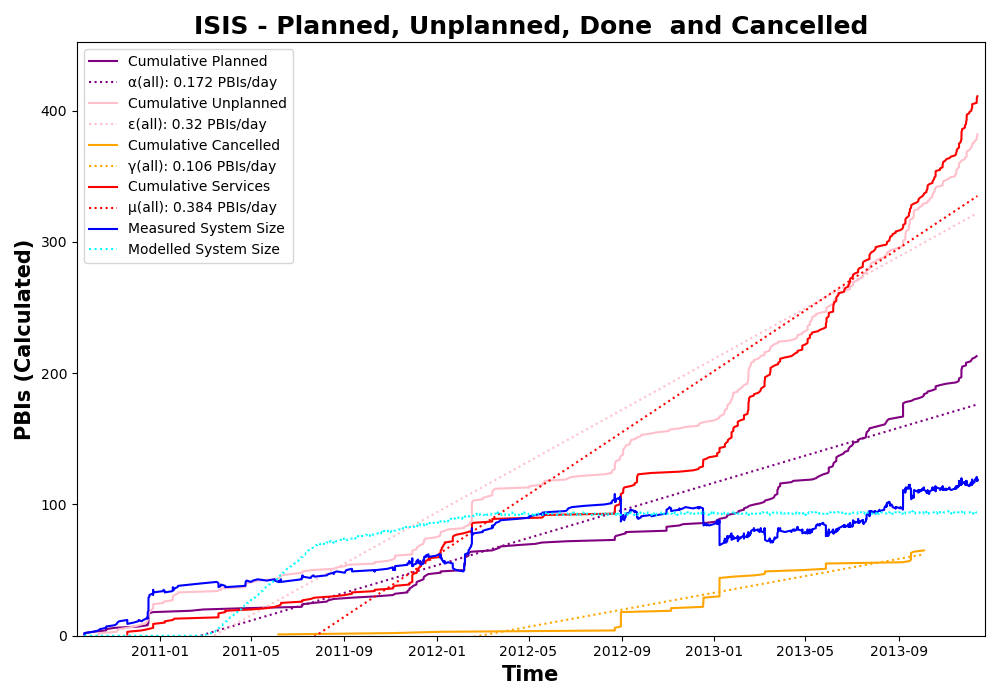 ISIS - Planned, Unplanned, Done  and Cancelled
Cumulative Planned
α(all): 0.172 PBIs/day
Cumulative Unplanned
ε(all): 0.32 PBIs/day
Cumulative Cancelled
γ(all): 0.106 PBIs/day
Cumulative Services
μ(all): 0.384 PBIs/day
Measured System Size
Modelled System Size
PBIs (Calculated)
400
300
200
100
0
2011-01 2011-05 2011-09 2012-01 2012-05 2012-09 2013-01 2013-05 2013-09
Time